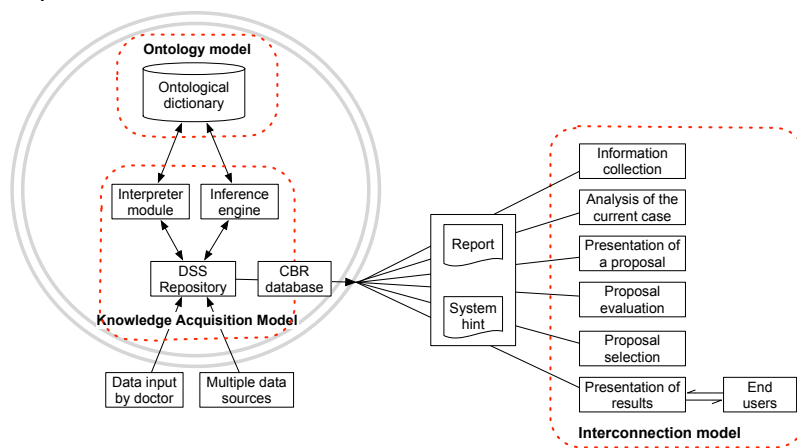 Ontology model
Ontological
dictionary
Interpreter
module
Inference
engine
DSS
Repository
CBR
database
Knowledge Acquisition Model
Data input
by doctor
Multiple data
sources
Report
System
hint
Information
collection
Analysis of the
current case
Presentation of
a proposal
Proposal
evaluation
Proposal
selection
Presentation of
results
End
users
Interconnection model